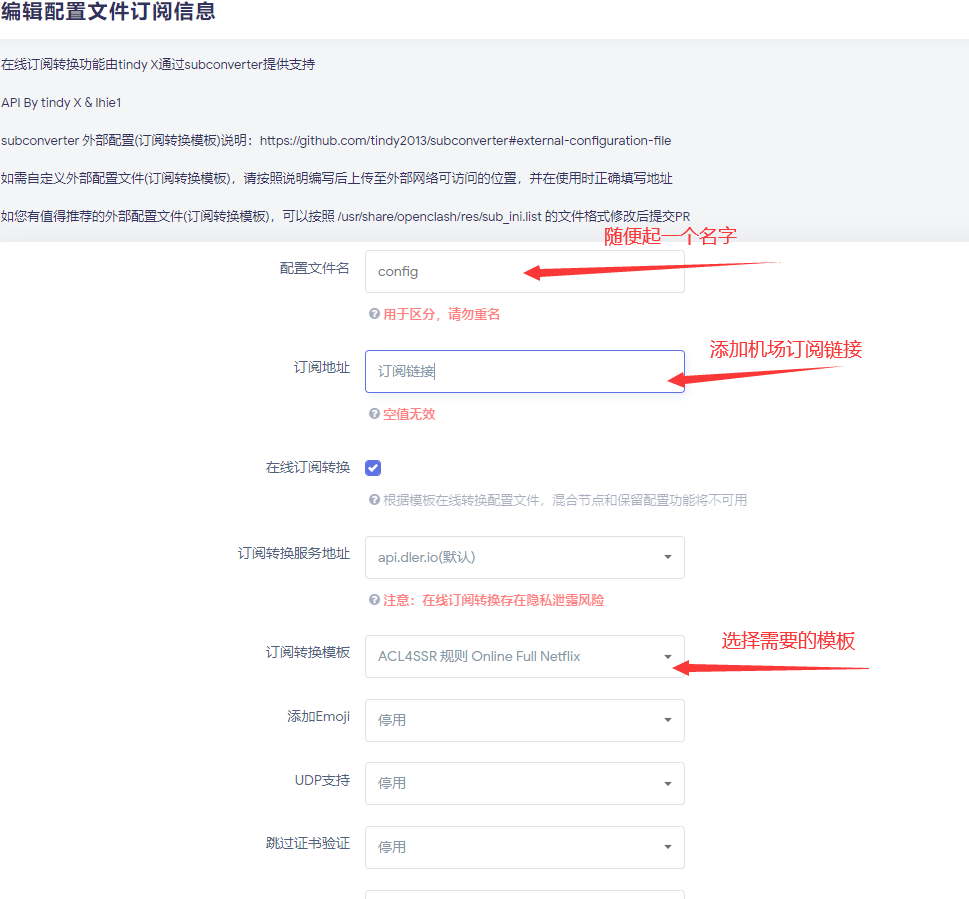 编辑配置文件订阅信息
在线订阅转换功能由tindy X通过subconverter提供支持
API By tindy X & lhie1
subconverter 外部配置(订阅转换模板)说明：https://github.com/tindy2013/subconverter#external-configuration-file
如需自定义外部配置文件(订阅转换模板)，请按照说明编写后上传至外部网络可访问的位置，并在使用时正确填写地址
如您有值得推荐的外部配置文件(订阅转换模板)，可以按照 /usr/share/openclash/res/sub_ini.list 的文件格式修改后提交PR
随便起一个名字
配置文件名 config
用于区分，请勿重名
添加机场订阅链接
订阅地址 订阅链接
空值无效
在线订阅转换
根据模板在线转换配置文件，混合节点和保留配置功能将不可用
订阅转换服务地址 api.dler.io(默认)
注意：在线订阅转换存在隐私泄露风险
选择需要的模板
订阅转换模板 ACL4SSR 规则 Online Full Netflix
添加Emoji 停用
UDP支持 停用
跳过证书验证 停用